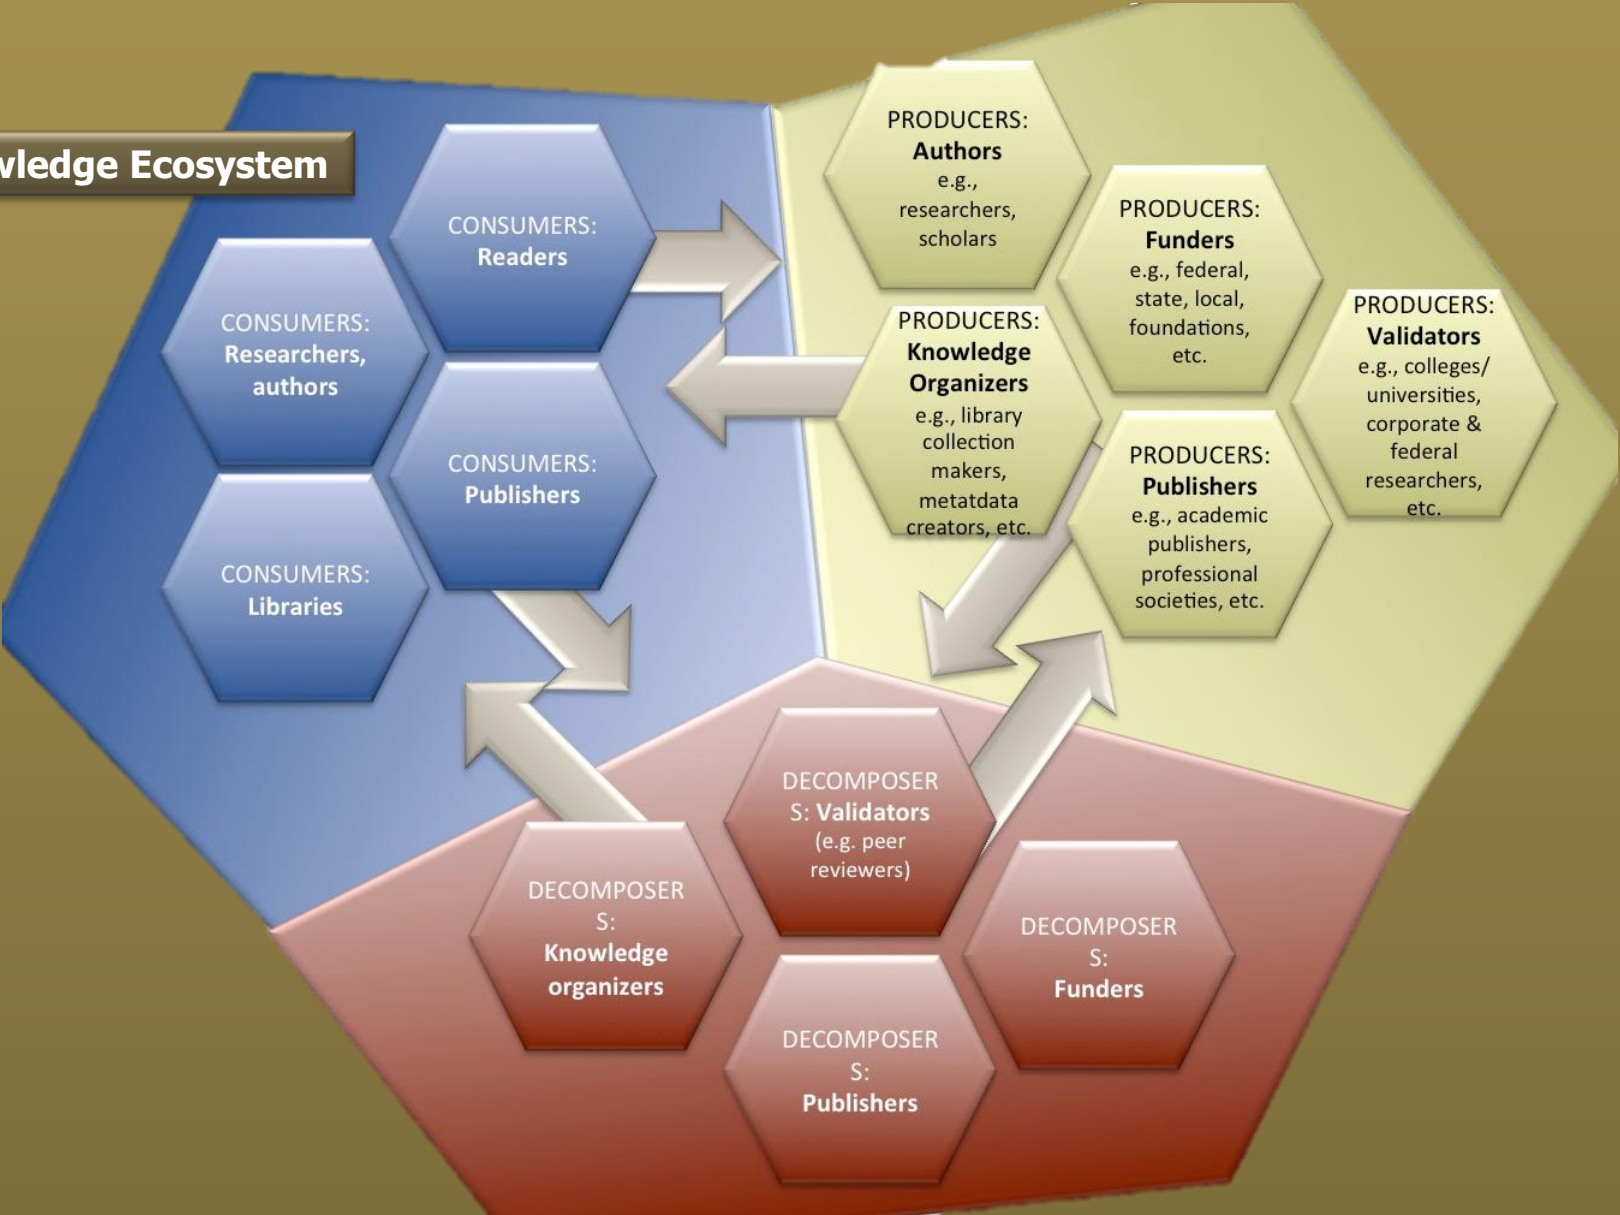 wledge Ecosystem
CONSUMERS:
Readers
CONSUMERS:
Researchers,
authors
CONSUMERS:
Publishers
CONSUMERS:
Libraries
PRODUCERS:
Authors
e.g.,
researchers,
scholars
PRODUCERS:
Funders
e.g., federal,
state, local,
foundations,
etc.
PRODUCERS:
Validators
e.g., colleges/
universities,
corporate &
federal
researchers,
etc.
PRODUCERS:
Knowledge
Organizers
e.g., library
collection
makers,
metatdata
creators, etc.
PRODUCERS:
Publishers
e.g., academic
publishers,
professional
societies, etc.
DECOMPOSER
S: Validators
(e.g. peer
reviewers)
DECOMPOSER
S:
Knowledge
organizers
DECOMPOSER
S:
Funders
DECOMPOSER
S:
Publishers